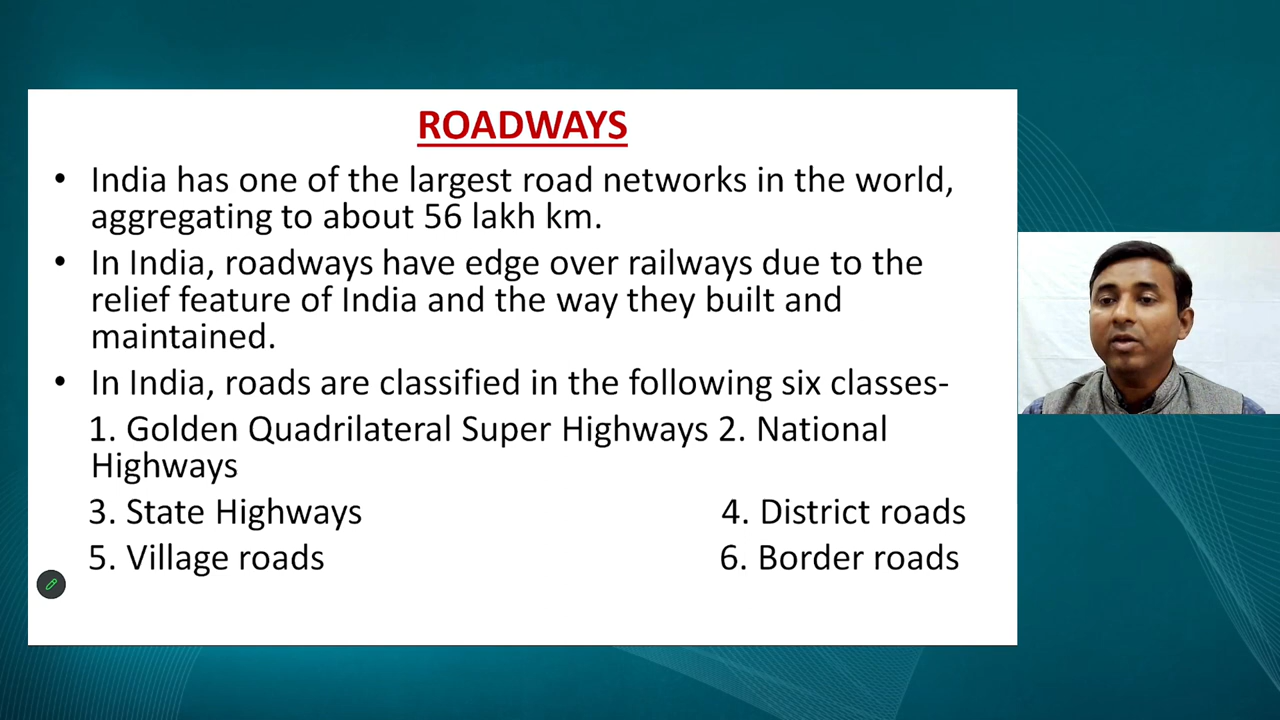 ROADWAYS
• India has one of the largest road networks in the world,
aggregating to about 56 lakh km.
• In India, roadways have edge over railways due to the
relief feature of India and the way they built and
maintained.
• In India, roads are classified in the following six classes-
1. Golden Quadrilateral Super Highways 2. National
Highways
3. State Highways 4. District roads
5. Village roads 6. Border roads